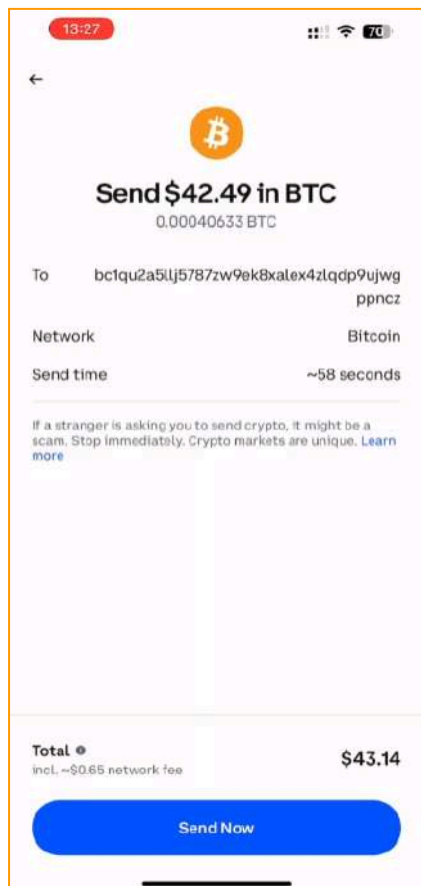 13:27
70
Send $42.49 in BTC
0.00040633 BTC
To bc1qu2a5llj5787zw9ek8xalex4zlqdp9ujwg
ppncz
Network Bitcoin
Send time ~58 seconds
If a stranger is asking you to send crypto, it might be a
scam. Stop immediately. Crypto markets are unique. Learn
more
Total
incl. ~$0.65 network fee
$43.14
Send Now